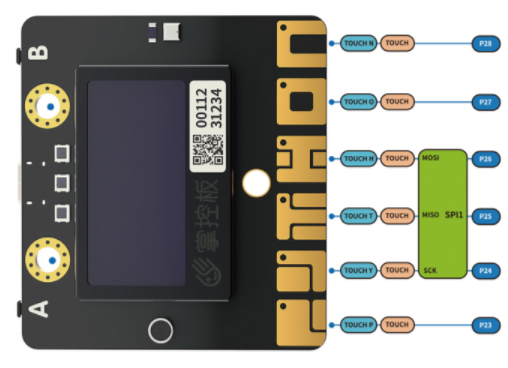 B
00112
31234
掌控板
A
TOUCH N TOUCH P28
TOUCH O TOUCH P27
TOUCH H TOUCH MOSI P26
TOUCH T TOUCH MISO SPI1 P25
TOUCH Y TOUCH SCK P24
TOUCH P TOUCH P23